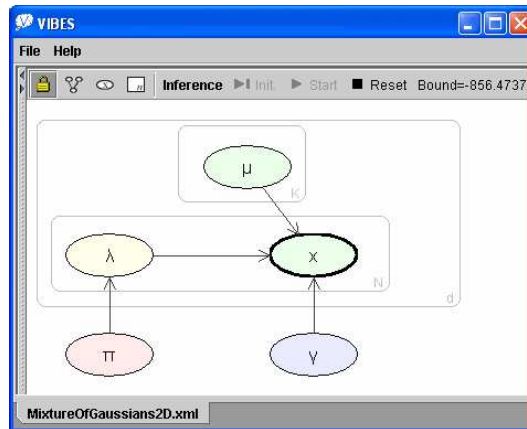 VIBES
File Help
Inference Init. Start Reset Bound=-856.4737
μ
K
λ
x
N
d
π
γ
MixtureOfGaussians2D.xml